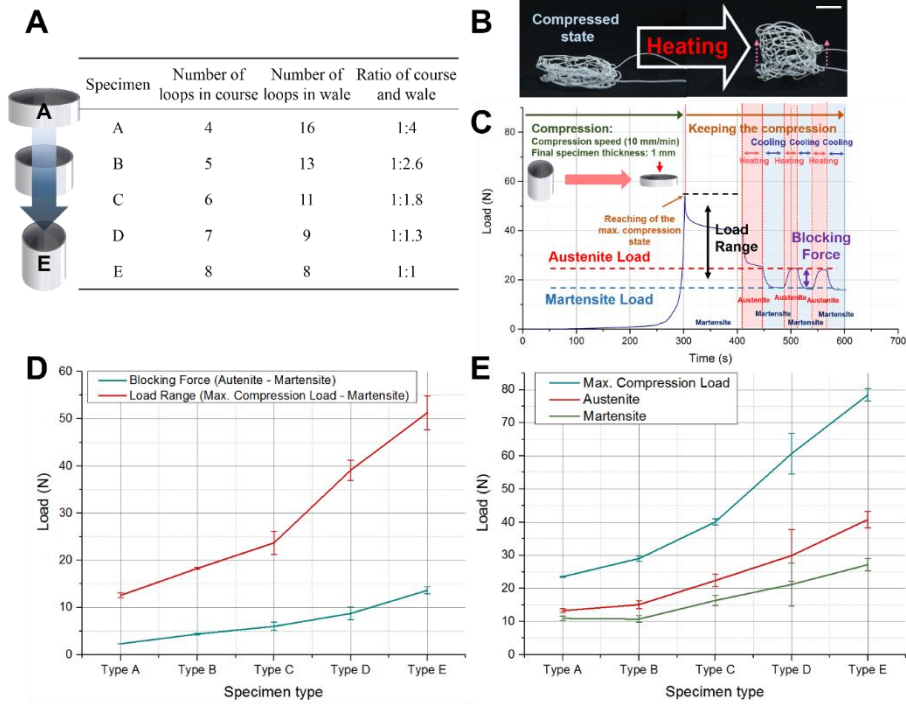 A
Specimen Number of loops in course Number of loops in wale Ratio of course and wale
A 4 16 1:4
B 5 13 1:2.6
C 6 11 1:1.8
D 7 9 1:1.3
E 8 8 1:1
A
E
B
Compressed
state
Heating
C
Compression:
Compression speed (10 mm/min)
Final specimen thickness: 1 mm
Keeping the compression
Cooling Cooling Cooling
Heating Heating Heating
Reaching of the
max. compression
state
Load
Range
Blocking
Force
Austenite Load
Martensite Load
Martensite
Austenite Austenite Austenite
Martensite Martensite Martensite
Load (N)
80
60
40
20
0
0 100 200 300 400 500 600 700
Time (s)
D
Blocking Force (Autenite - Martensite)
Load Range (Max. Compression Load - Martensite)
Load (N)
60
50
40
30
20
10
0
Type A Type B Type C Type D Type E
Specimen type
E
Max. Compression Load
Austenite
Martensite
Load (N)
80
70
60
50
40
30
20
10
0
Type A Type B Type C Type D Type E
Specimen type